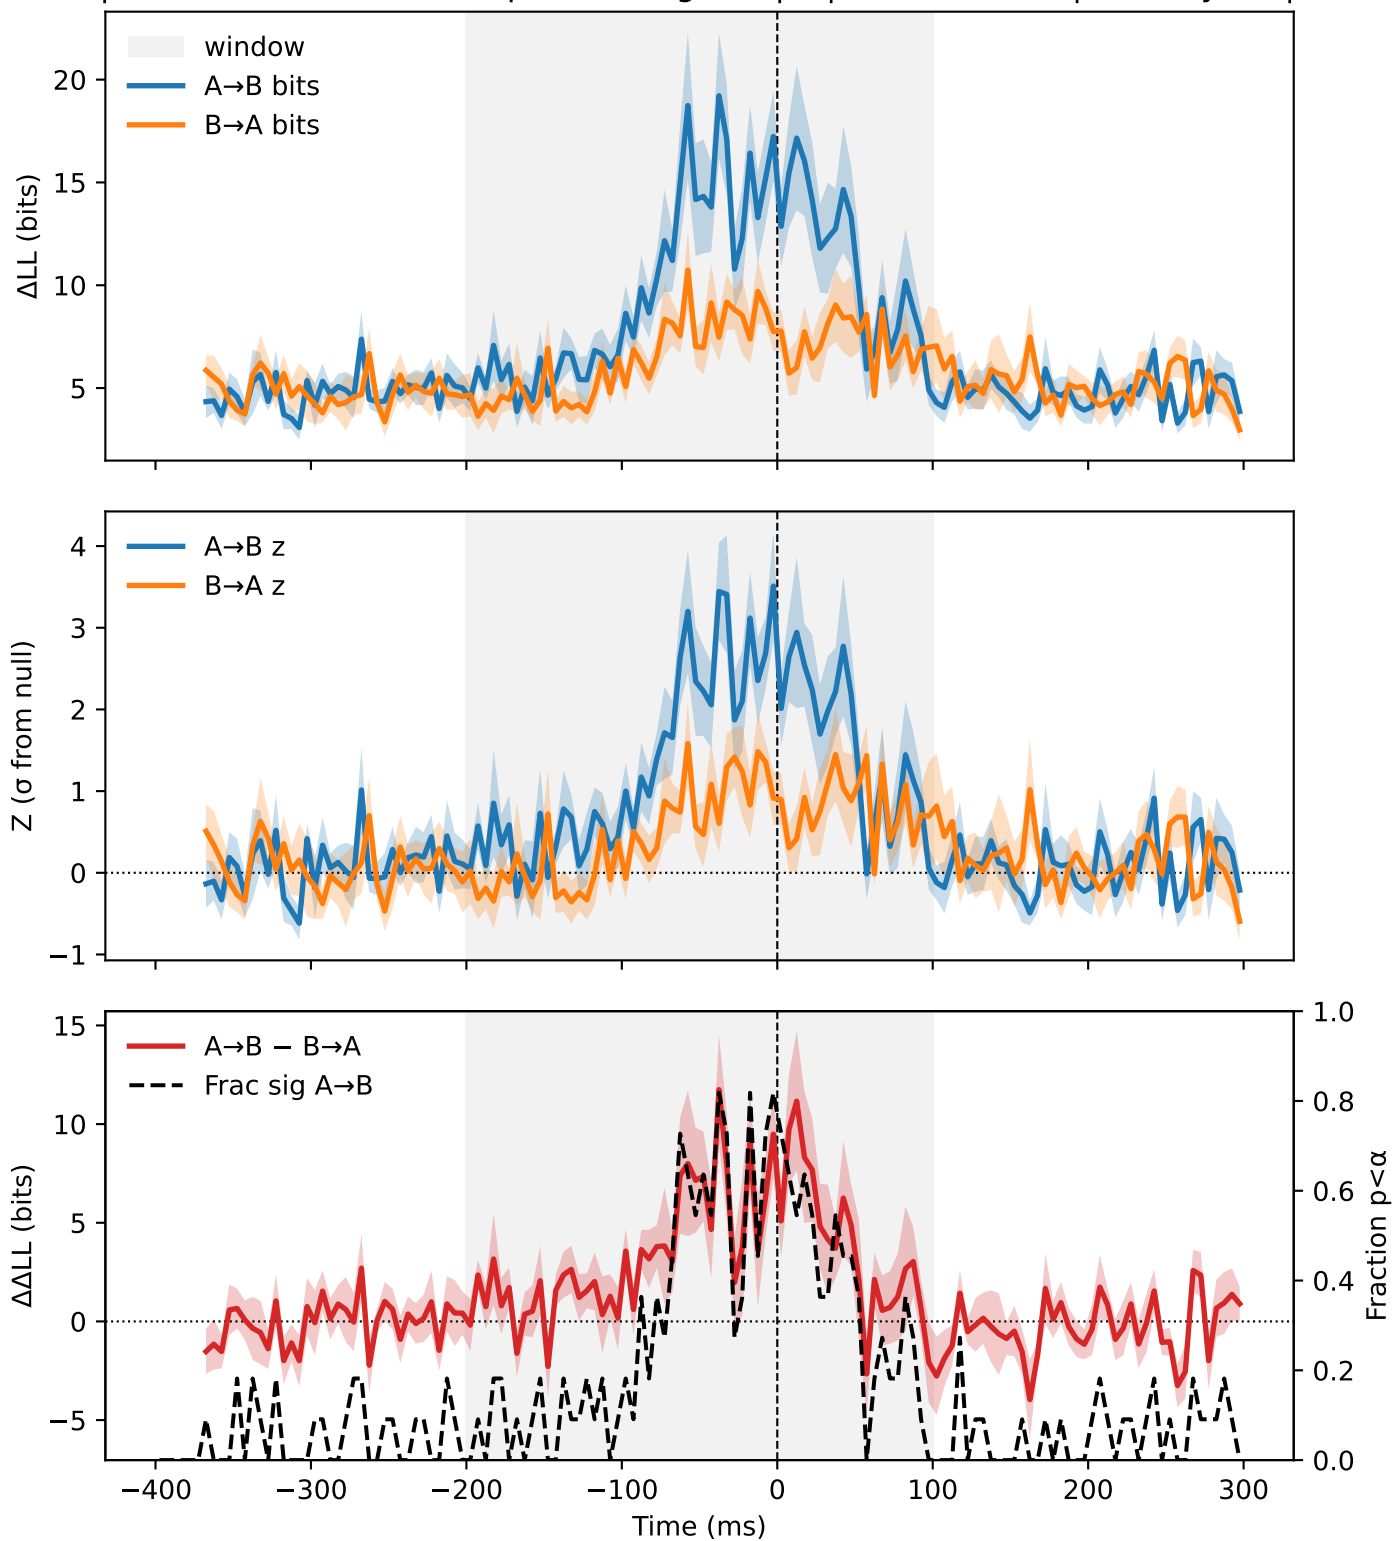 window
A→B bits
B→A bits
ΔLL (bits)
20
15
10
5
A→B z
B→A z
Z (σ from null)
4
3
2
1
0
−1
A→B − B→A
Frac sig A→B
ΔΔLL (bits)
15
10
5
0
−5
1.0
0.8
0.6
0.4
0.2
0.0
Fraction p<α
−400 −300 −200 −100 0 100 200 300
Time (ms)